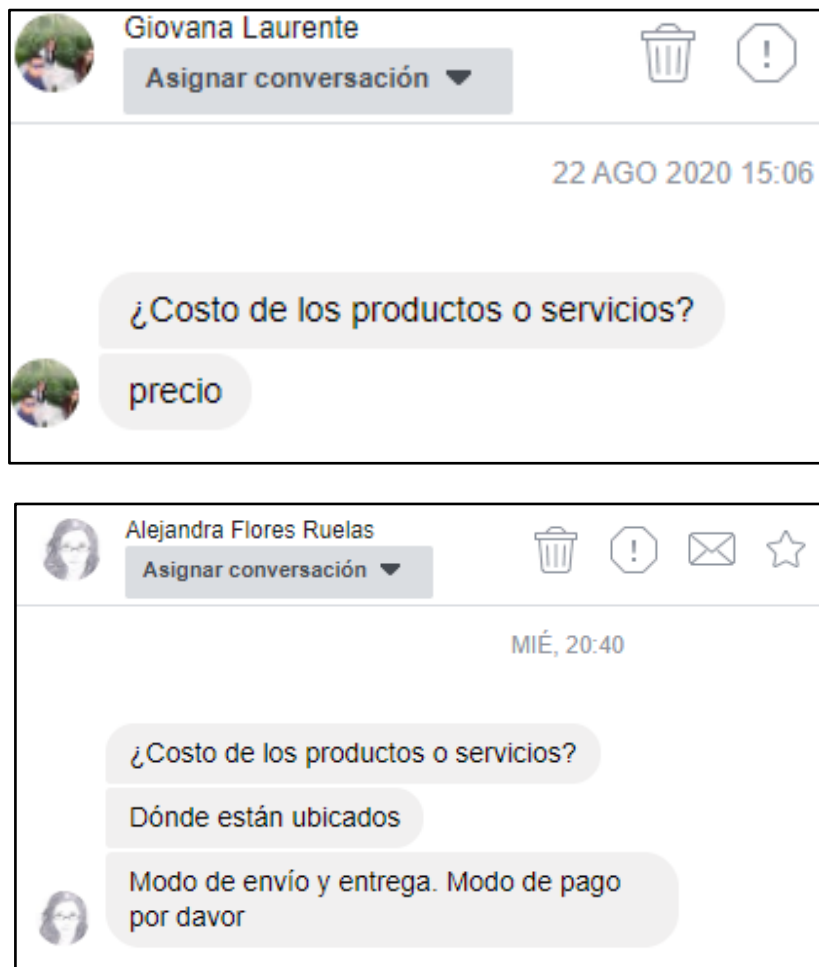 Giovana Laurente
Asignar conversación
22 AGO 2020 15:06
¿Costo de los productos o servicios?
precio
Alejandra Flores Ruelas
Asignar conversación
MIÉ, 20:40
¿Costo de los productos o servicios?
Dónde están ubicados
Modo de envío y entrega. Modo de pago
por davor